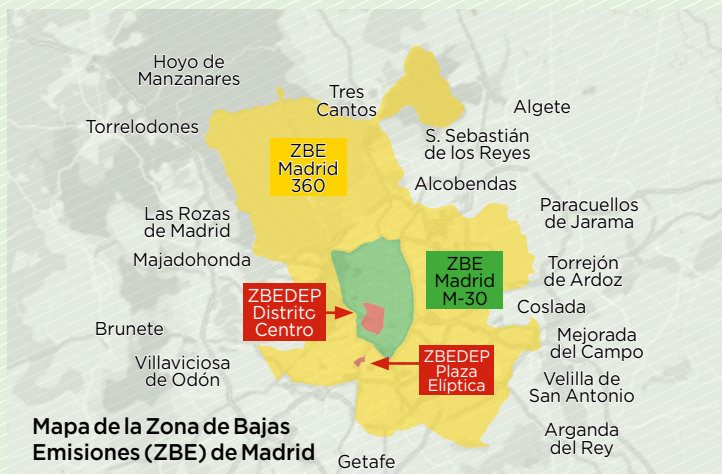 Hoyo de
Manzanares
Tres
Cantos
Algete
Torrelodones
S. Sebastián
de los Reyes
ZBE
Madrid
360
Alcobendas
Las Rozas
de Madrid
Paracuellos
de Jarama
Majadohonda
ZBE
Madrid
M-30
Torrejón
de Ardoz
ZBEDEP
Distrito
Centro
Coslada
Brunete
Mejorada
del Campo
Villaviciosa
de Odón
ZBEDEP
Plaza
Elíptica
Velilla de
San Antonio
Mapa de la Zona de Bajas
Emisiones (ZBE) de Madrid
Arganda
del Rey
Getafe